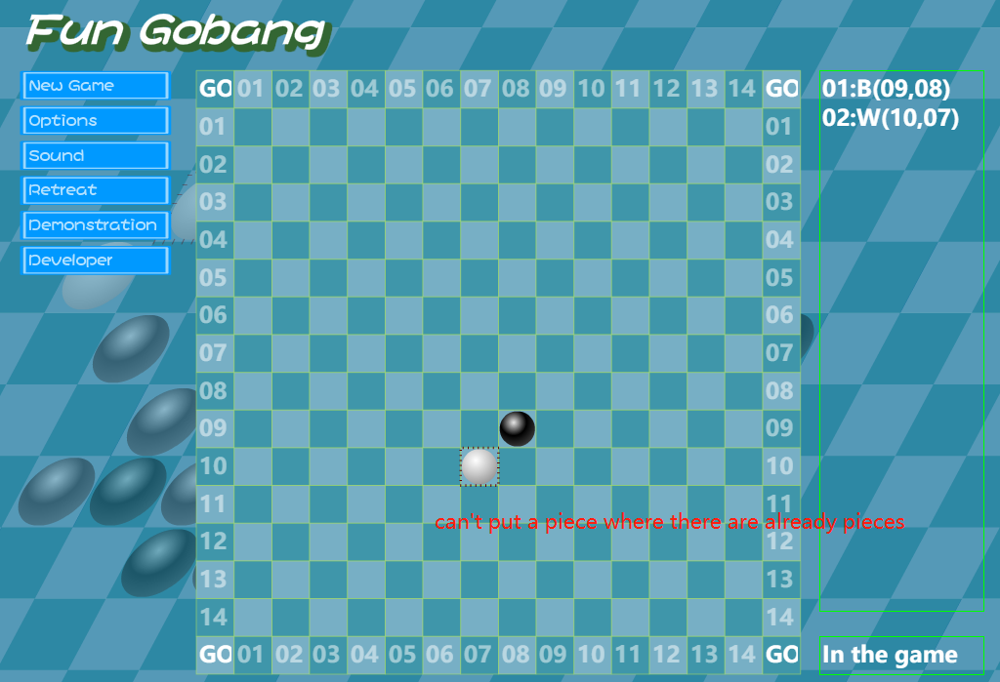 Fun Gobang
New Game
Options
Sound
Retreat
Demonstration
Developer
GO 01 02 03 04 05 06 07 08 09 10 11 12 13 14 GO
01 01
02 02
03 03
04 04
05 05
06 06
07 07
08 08
09 09
10 10
11 11
can't put a piece where there are already pieces
12 12
13 13
14 14
GO 01 02 03 04 05 06 07 08 09 10 11 12 13 14 GO
01:B(09,08)
02:W(10,07)
In the game